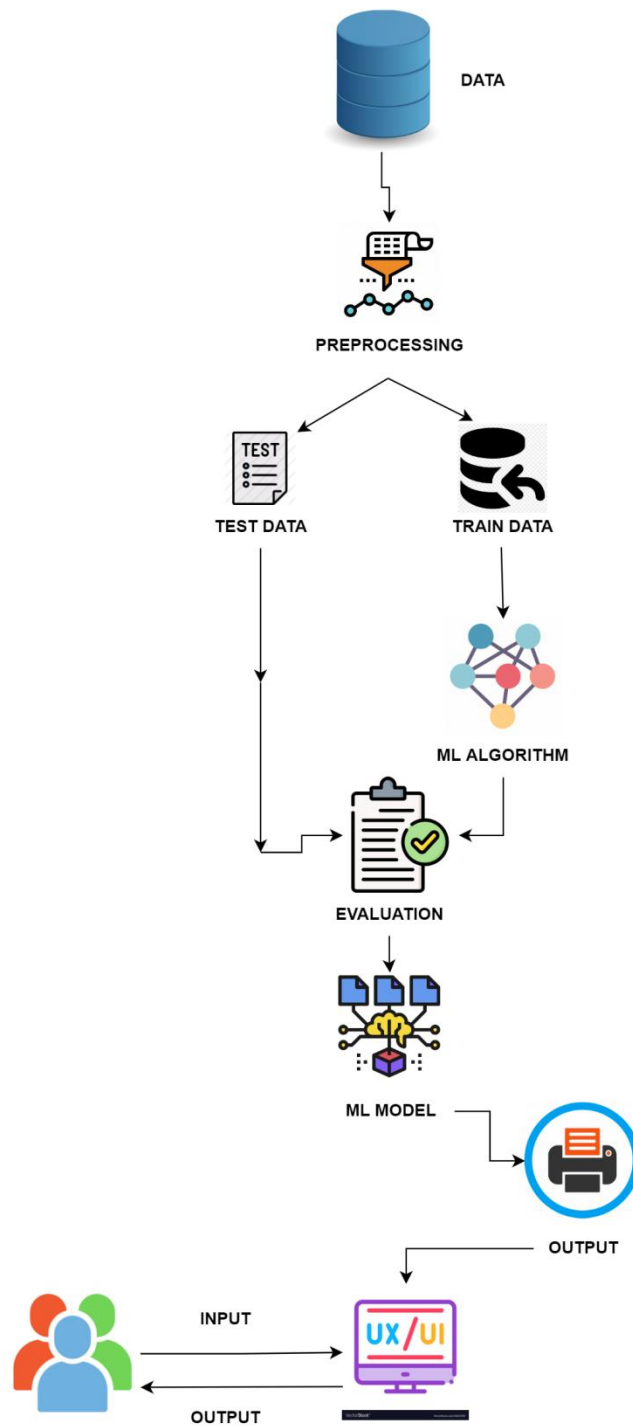 DATA
PREPROCESSING
TEST
TEST DATA
TRAIN DATA
ML ALGORITHM
EVALUATION
ML MODEL
OUTPUT
INPUT
UX/UI
OUTPUT